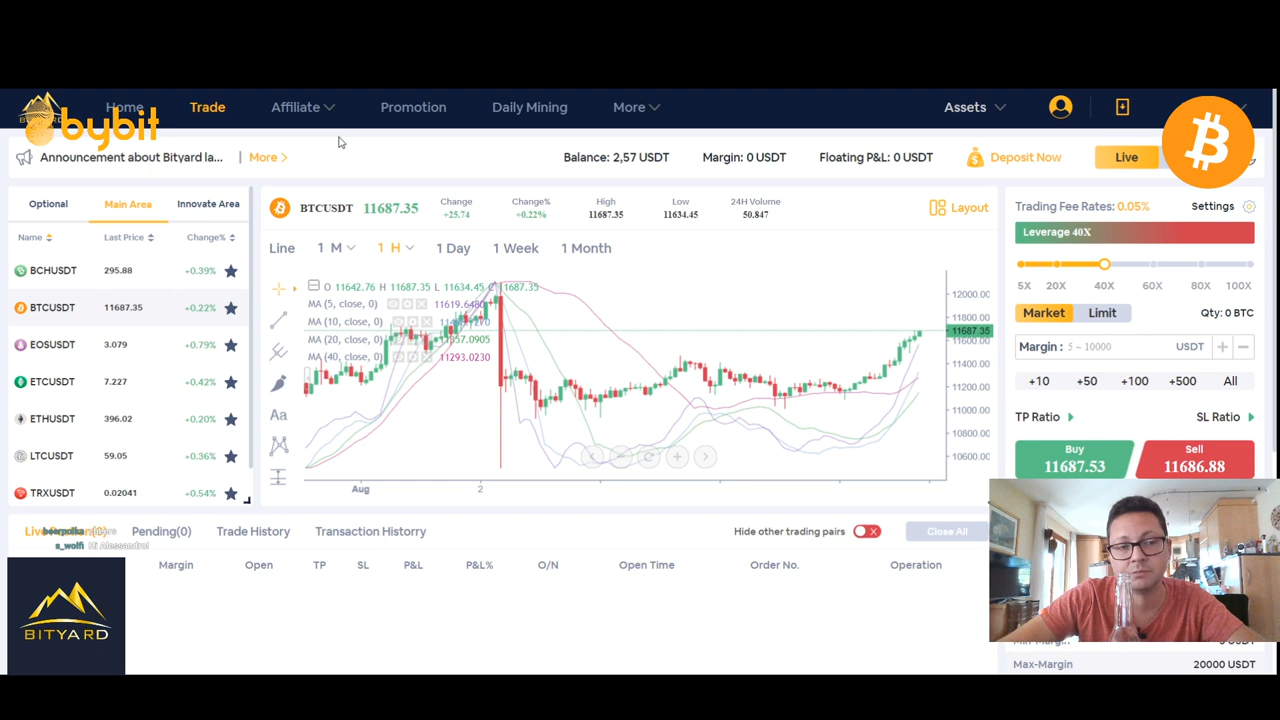 Home Trade Affiliate Promotion Daily Mining More Assets
bybit
Announcement about Bityard la... More Balance: 2,57 USDT Margin: 0 USDT Floating P&L: 0 USDT Deposit Now Live
Optional Main Area Innovate Area
Name Last Price Change%
BCHUSDT 295.88 +0.39%
BTCUSDT 11687.35 +0.22%
EOSUSDT 3.079 +0.79%
ETCUSDT 7.227 +0.42%
ETHUSDT 396.02 +0.20%
LTCUSDT 59.05 +0.36%
TRXUSDT 0.02041 +0.54%
BTCUSDT 11687.35
Change Change% High Low 24H Volume
+25.74 +0.22% 11687.35 11634.45 50.847
Layout
Line 1 M 1 H 1 Day 1 Week 1 Month
O 11642.76 H 11687.35 L 11634.45 C 11687.35
MA (5, close, 0) 11619.6480
MA (10, close, 0)
MA (20, close, 0)
MA (40, close, 0) 11293.0230
Aa
12000.00
11800.00
11687.35
11600.00
11400.00
11200.00
11000.00
10800.00
10600.00
Aug 2
Trading Fee Rates: 0.05% Settings
Leverage 40X
5X 20X 40X 60X 80X 100X
Market Limit Qty: 0 BTC
Margin : 5 ~ 10000 USDT + −
+10 +50 +100 +500 All
TP Ratio SL Ratio
Buy Sell
11687.53 11686.88
Pending(0) Trade History Transaction Historry Hide other trading pairs Close All
s_wolfi Hi Alessandro!
Margin Open TP SL P&L P&L% O/N Open Time Order No. Operation
BITYARD
Max-Margin 20000 USDT